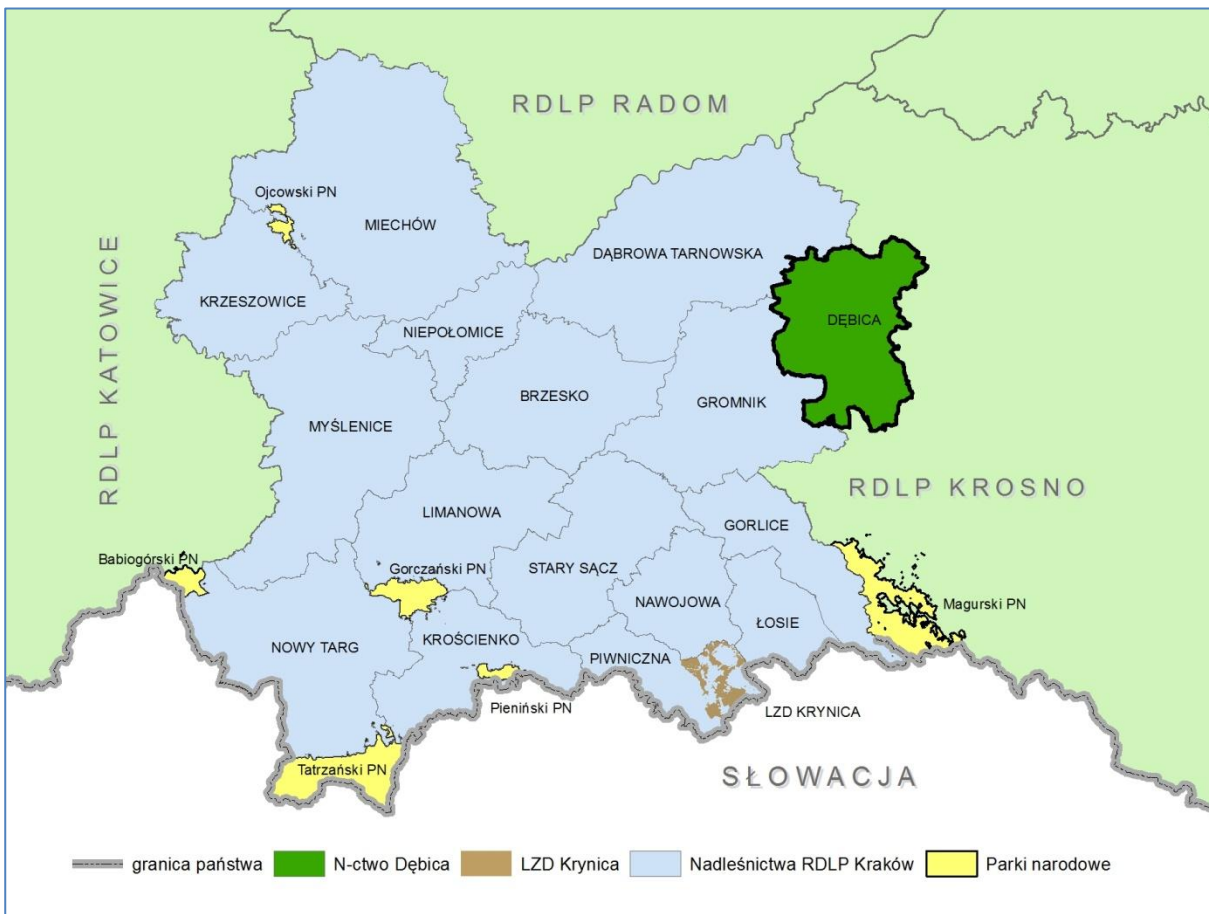 RDLP RADOM
Ojcowski PN
MIECHÓW
DĄBROWA TARNOWSKA
RDLP KATOWICE
KRZESZOWICE
DĘBICA
NIEPOŁOMICE
BRZESKO
GROMNIK
MYŚLENICE
RDLP KROSNO
LIMANOWA
GORLICE
Babiogórski PN
Gorczański PN
STARY SĄCZ
NAWOJOWA
Magurski PN
ŁOSIE
KROŚCIENKO
NOWY TARG
PIWNICZNA
Pieniński PN
LZD KRYNICA
Tatrzański PN
SŁOWACJA
granica państwa N-ctwo Dębica LZD Krynica Nadleśnictwa RDLP Kraków Parki narodowe